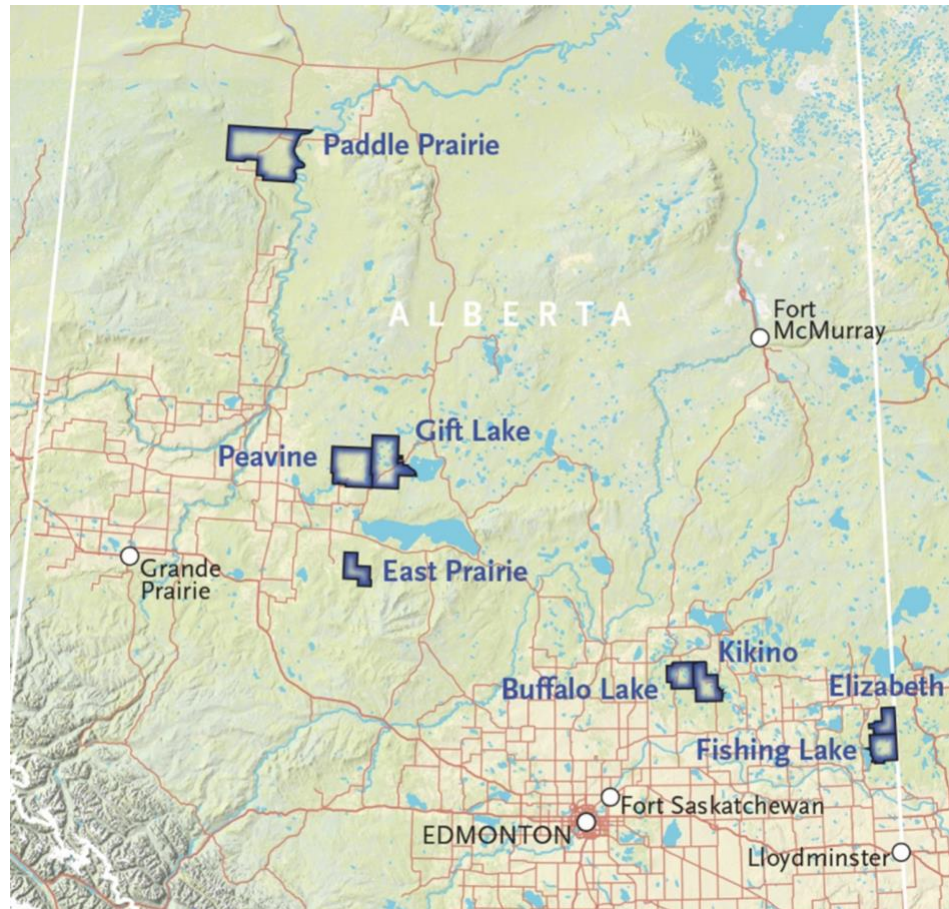 Paddle Prairie
ALBERTA
Fort
McMurray
Gift Lake
Peavine
Grande
Prairie
East Prairie
Kikino
Buffalo Lake
Elizabeth
Fishing Lake
Fort Saskatchewan
EDMONTON
Lloydminster